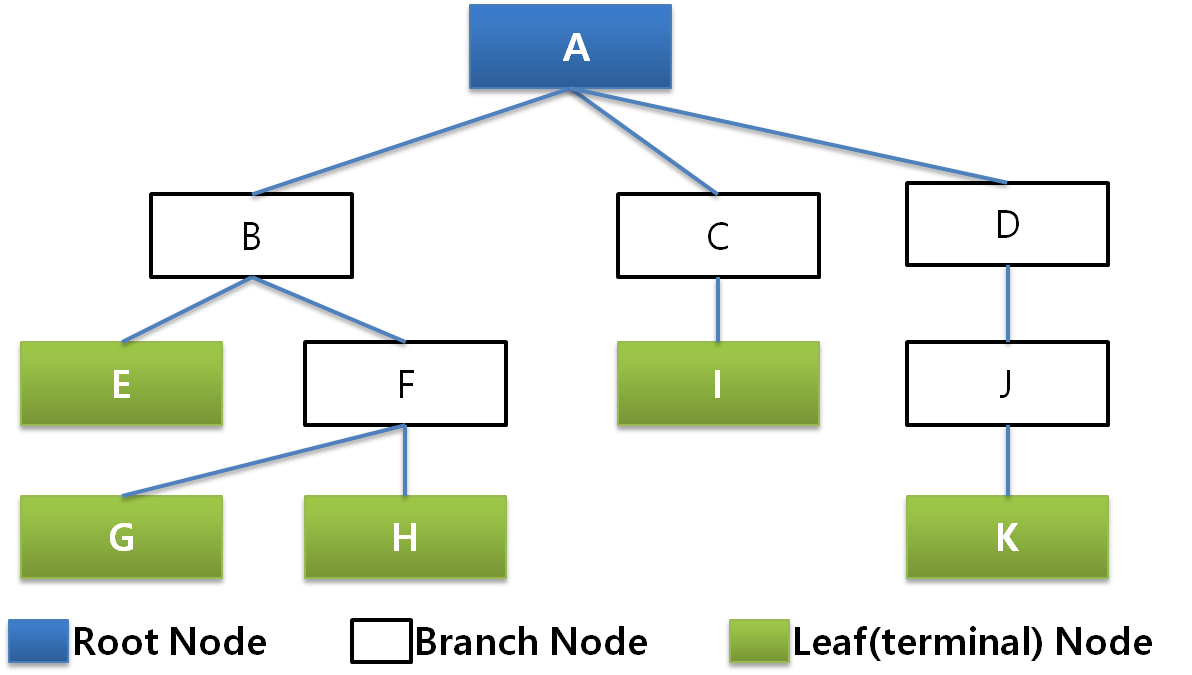 A
B
C
D
E
F
I
J
G
H
K
Root Node
Branch Node
Leaf(terminal) Node